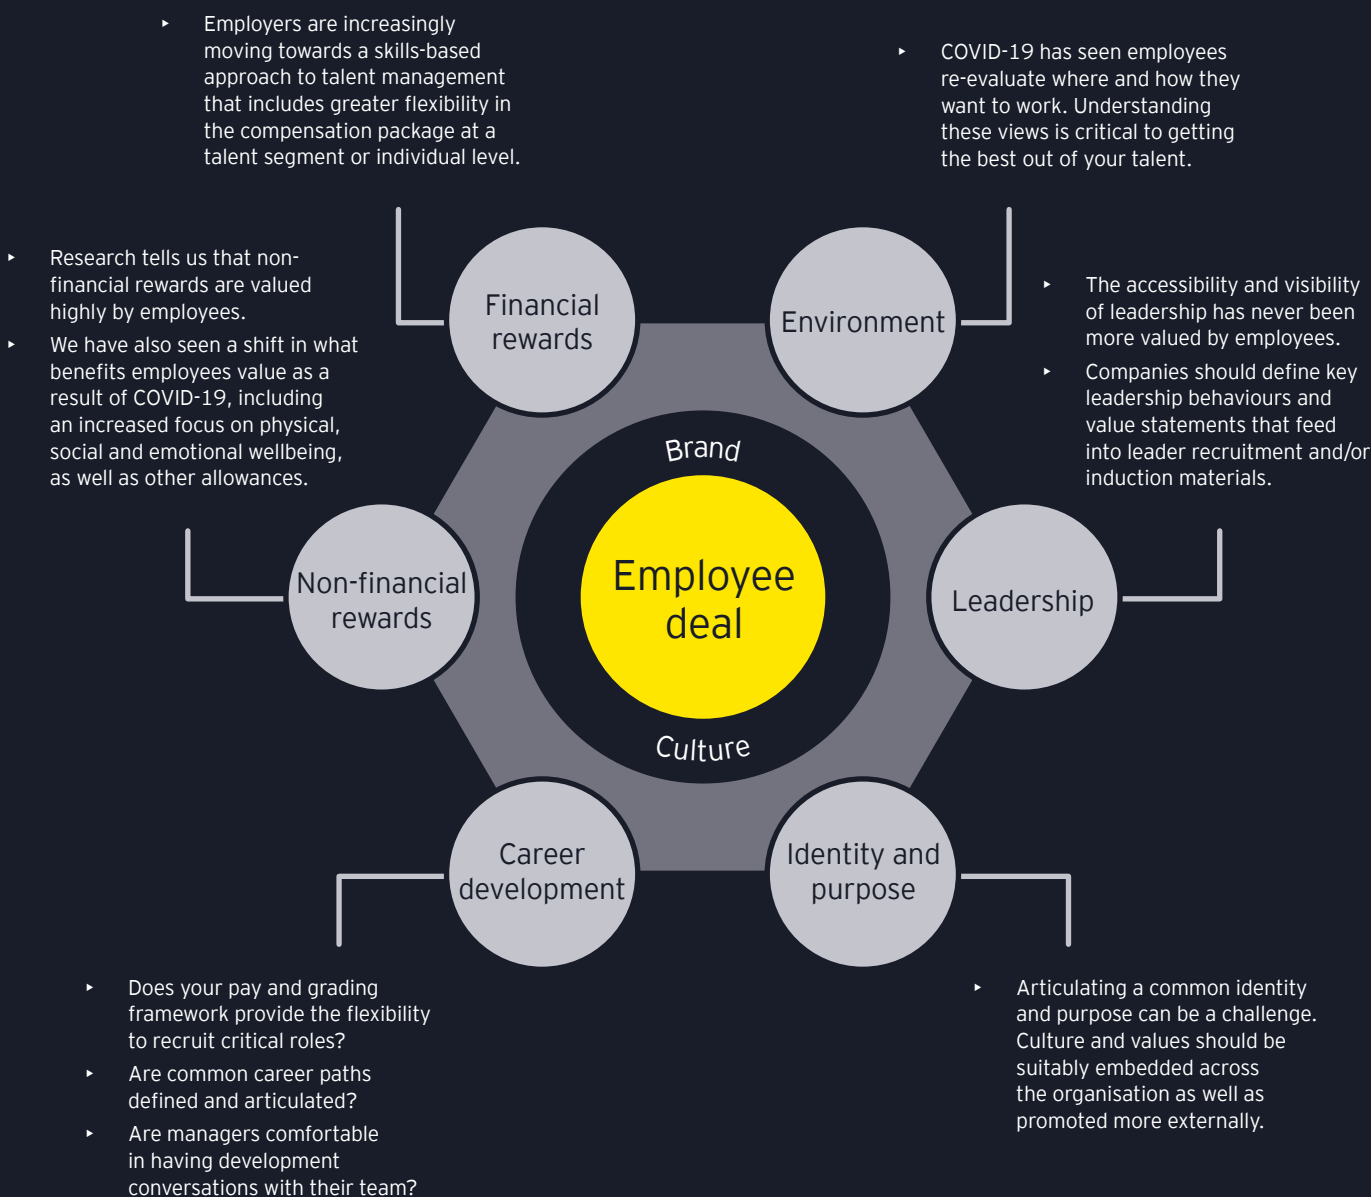 ▸ Employers are increasingly
moving towards a skills-based
approach to talent management
that includes greater flexibility in
the compensation package at a
talent segment or individual level.
▸ COVID-19 has seen employees
re-evaluate where and how they
want to work. Understanding
these views is critical to getting
the best out of your talent.
▸ Research tells us that non-
financial rewards are valued
highly by employees.
▸ We have also seen a shift in what
benefits employees value as a
result of COVID-19, including
an increased focus on physical,
social and emotional wellbeing,
as well as other allowances.
Financial
rewards
Environment
▸ The accessibility and visibility
of leadership has never been
more valued by employees.
▸ Companies should define key
leadership behaviours and
value statements that feed
into leader recruitment and/or
induction materials.
Brand
Non-financial
rewards
Employee
deal
Leadership
Culture
Career
development
Identity and
purpose
▸ Does your pay and grading
framework provide the flexibility
to recruit critical roles?
▸ Are common career paths
defined and articulated?
▸ Are managers comfortable
in having development
conversations with their team?
▸ Articulating a common identity
and purpose can be a challenge.
Culture and values should be
suitably embedded across
the organisation as well as
promoted more externally.